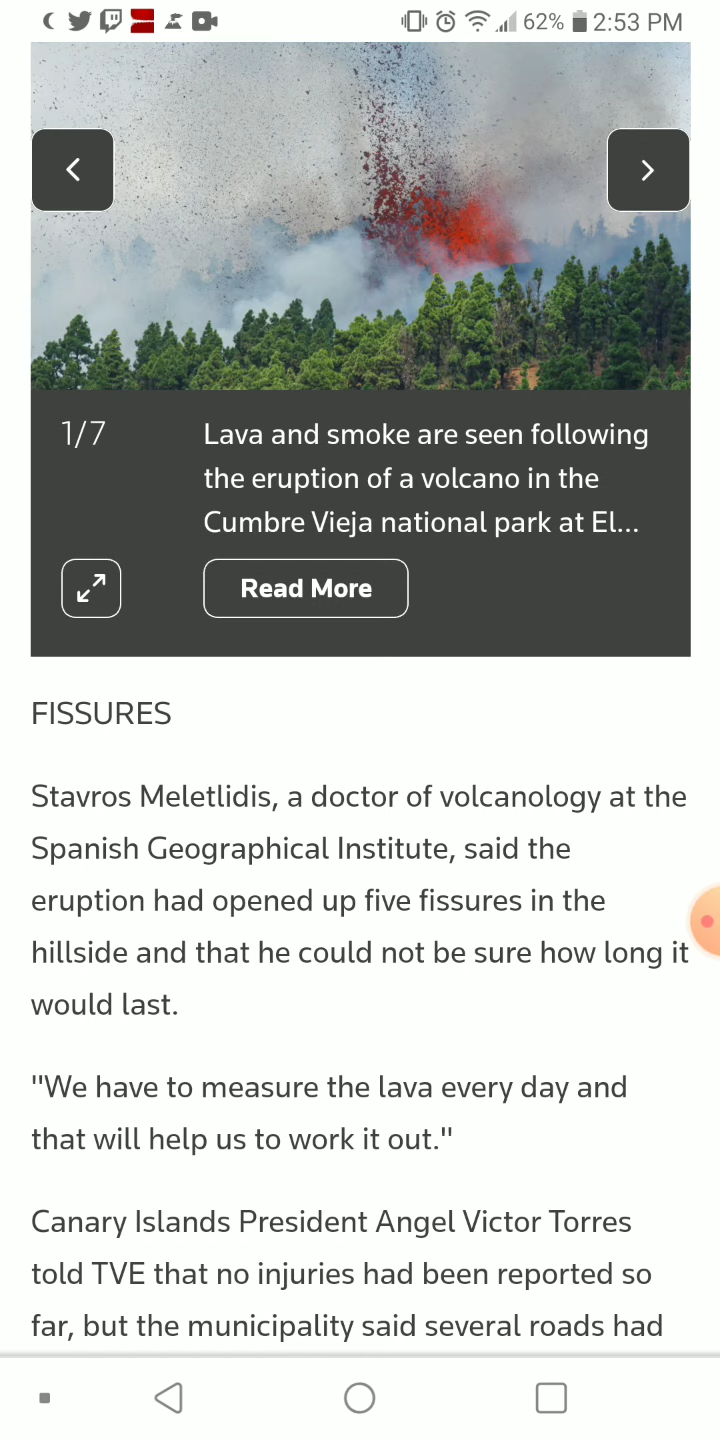 62% 2:53 PM
1/7
Lava and smoke are seen following
the eruption of a volcano in the
Cumbre Vieja national park at El...
Read More
FISSURES
Stavros Meletlidis, a doctor of volcanology at the
Spanish Geographical Institute, said the
eruption had opened up five fissures in the
hillside and that he could not be sure how long it
would last.
"We have to measure the lava every day and
that will help us to work it out."
Canary Islands President Angel Victor Torres
told TVE that no injuries had been reported so
far, but the municipality said several roads had